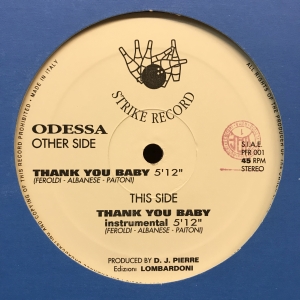 STRIKE RECORD
ODESSA
OTHER SIDE
THANK YOU BABY 5'12"
(FEROLDI - ALBANESE - PAITONI)
THIS SIDE
THANK YOU BABY
instrumental 5'12"
(FEROLDI - ALBANESE - PAITONI)
PRODUCED BY D. J. PIERRE
Edizioni LOMBARDONI
S.I.A.E.
PFR 001
45 RPM
STEREO
MADE IN ITALY